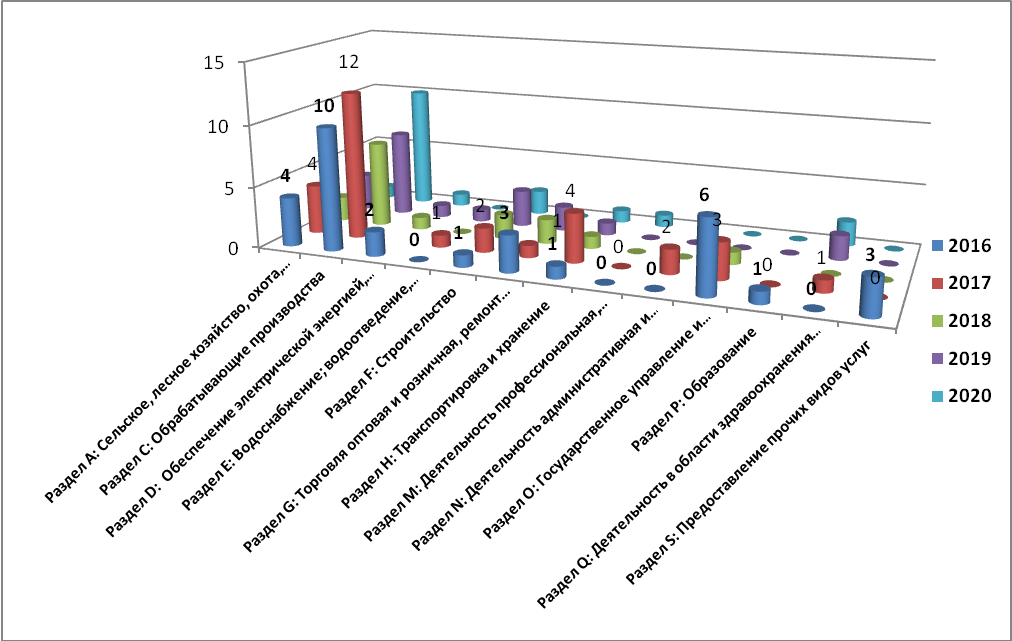 15
10
5
0
4
10
2
0
1
3
1
0
0
6
1
0
3
4
12
1
2
1
4
0
2
3
0
1
0
Раздел A: Сельское, лесное хозяйство, охота,...
Раздел C: Обрабатывающие производства
Раздел D: Обеспечение электрической энергией,...
Раздел E: Водоснабжение; водоотведение,...
Раздел F: Строительство
Раздел G: Торговля оптовая и розничная, ремонт...
Раздел H: Транспортировка и хранение
Раздел M: Деятельность профессиональная,...
Раздел N: Деятельность административная и...
Раздел O: Государственное управление и...
Раздел P: Образование
Раздел Q: Деятельность в области здравоохранения...
Раздел S: Предоставление прочих видов услуг
2016
2017
2018
2019
2020